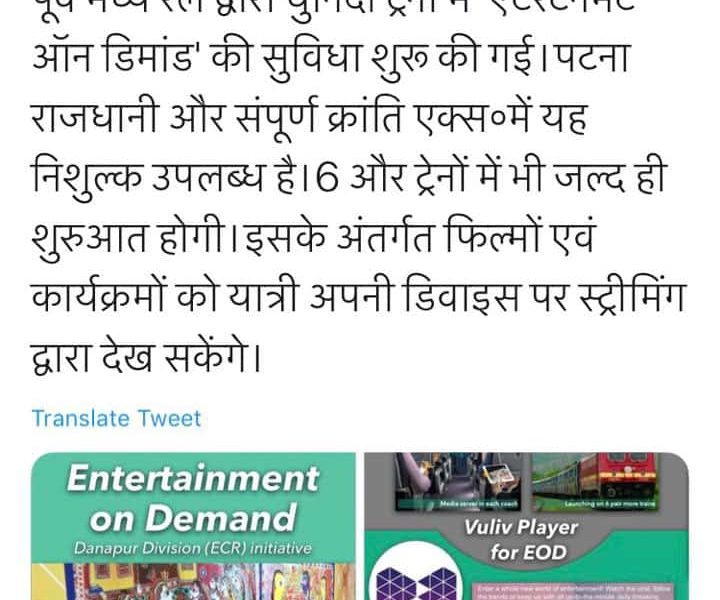 ऑन डिमांड' की सुविधा शुरू की गई।पटना
राजधानी और संपूर्ण क्रांति एक्स०में यह
निशुल्क उपलब्ध है।6 और ट्रेनों में भी जल्द ही
शुरुआत होगी।इसके अंतर्गत फिल्मों एवं
कार्यक्रमों को यात्री अपनी डिवाइस पर स्ट्रीमिंग
द्वारा देख सकेंगे।
Translate Tweet
Entertainment
on Demand
Danapur Division (ECR) initiative
Media server in each coach
Launching on 6 pair more trains
Vuliv Player
for EOD